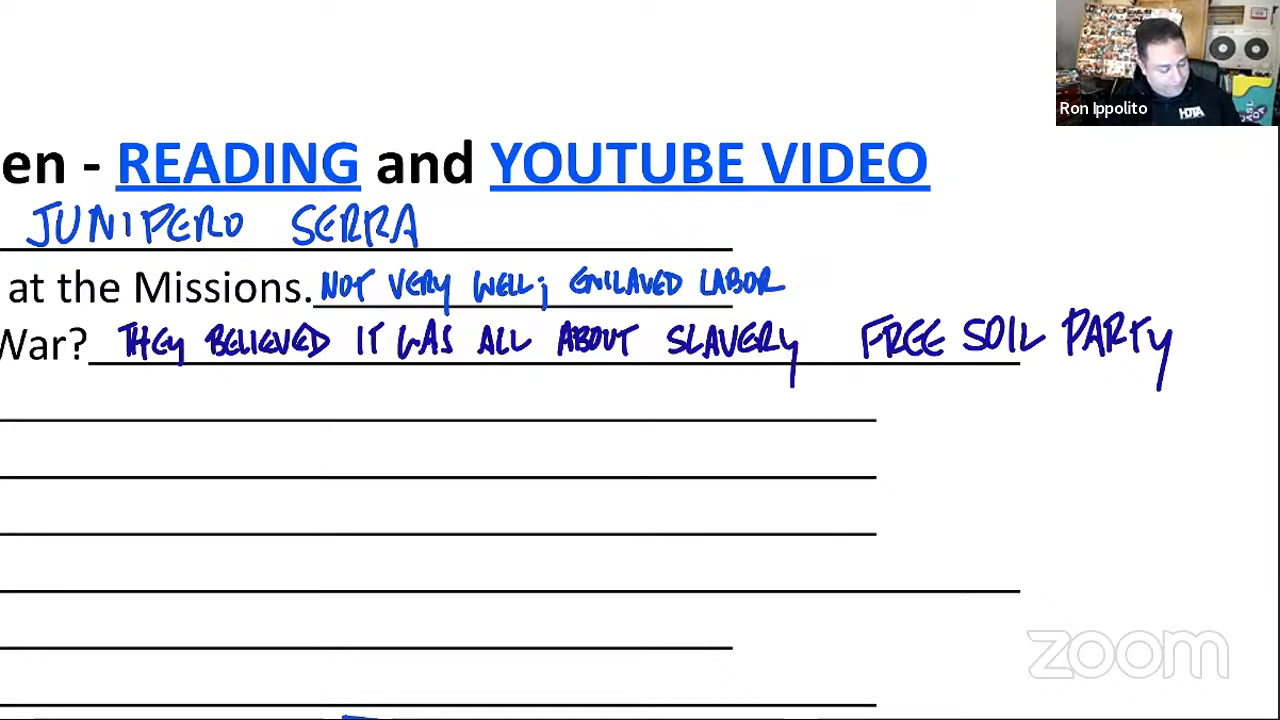 Ron Ippolito
HOTA
en - READING and YOUTUBE VIDEO
JUNIPERO SERRA
at the Missions. NOT VERY WELL; ENSLAVED LABOR
War? THEY BELIEVED IT WAS ALL ABOUT SLAVERY FREE SOIL PARTY
zoom